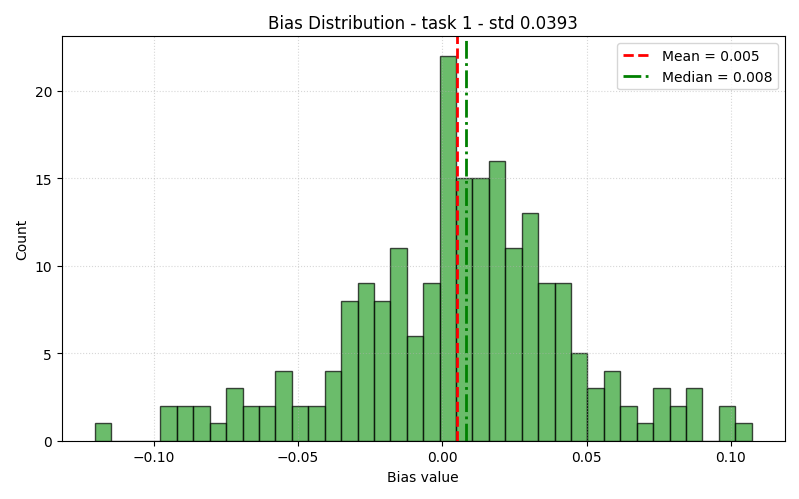 Bias Distribution - task 1 - std 0.0393
Mean = 0.005
Median = 0.008
Count
20
15
10
5
0
−0.10
−0.05
0.00
0.05
0.10
Bias value